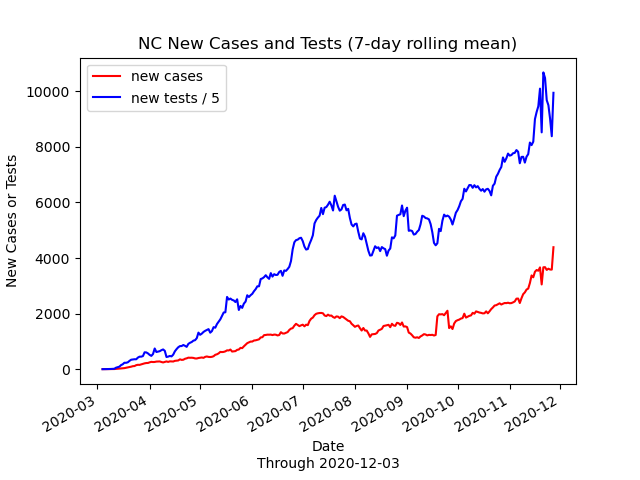 NC New Cases and Tests (7-day rolling mean)
new cases
new tests / 5
New Cases or Tests
10000
8000
6000
4000
2000
0
2020-03
2020-04
2020-05
2020-06
2020-07
2020-08
2020-09
2020-10
2020-11
2020-12
Date
Through 2020-12-03